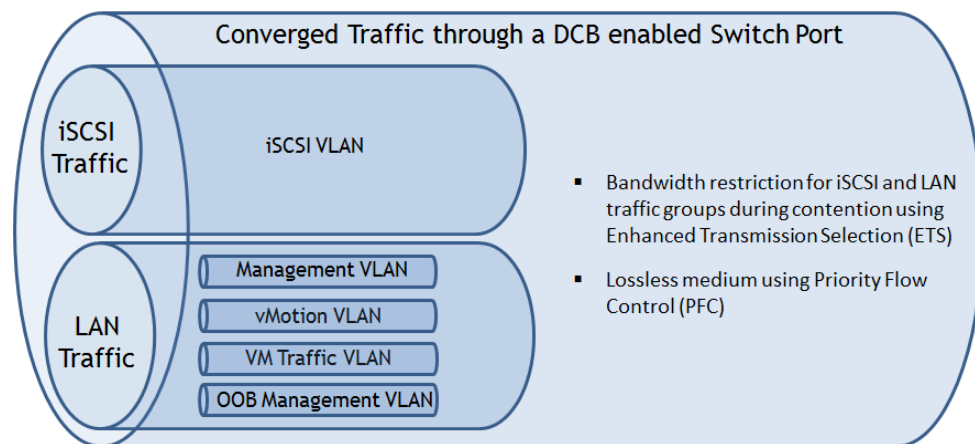 Converged Traffic through a DCB enabled Switch Port
iSCSI
Traffic
iSCSI VLAN
▪ Bandwidth restriction for iSCSI and LAN
traffic groups during contention using
Enhanced Transmission Selection (ETS)
▪ Lossless medium using Priority Flow
Control (PFC)
LAN
Traffic
Management VLAN
vMotion VLAN
VM Traffic VLAN
OOB Management VLAN